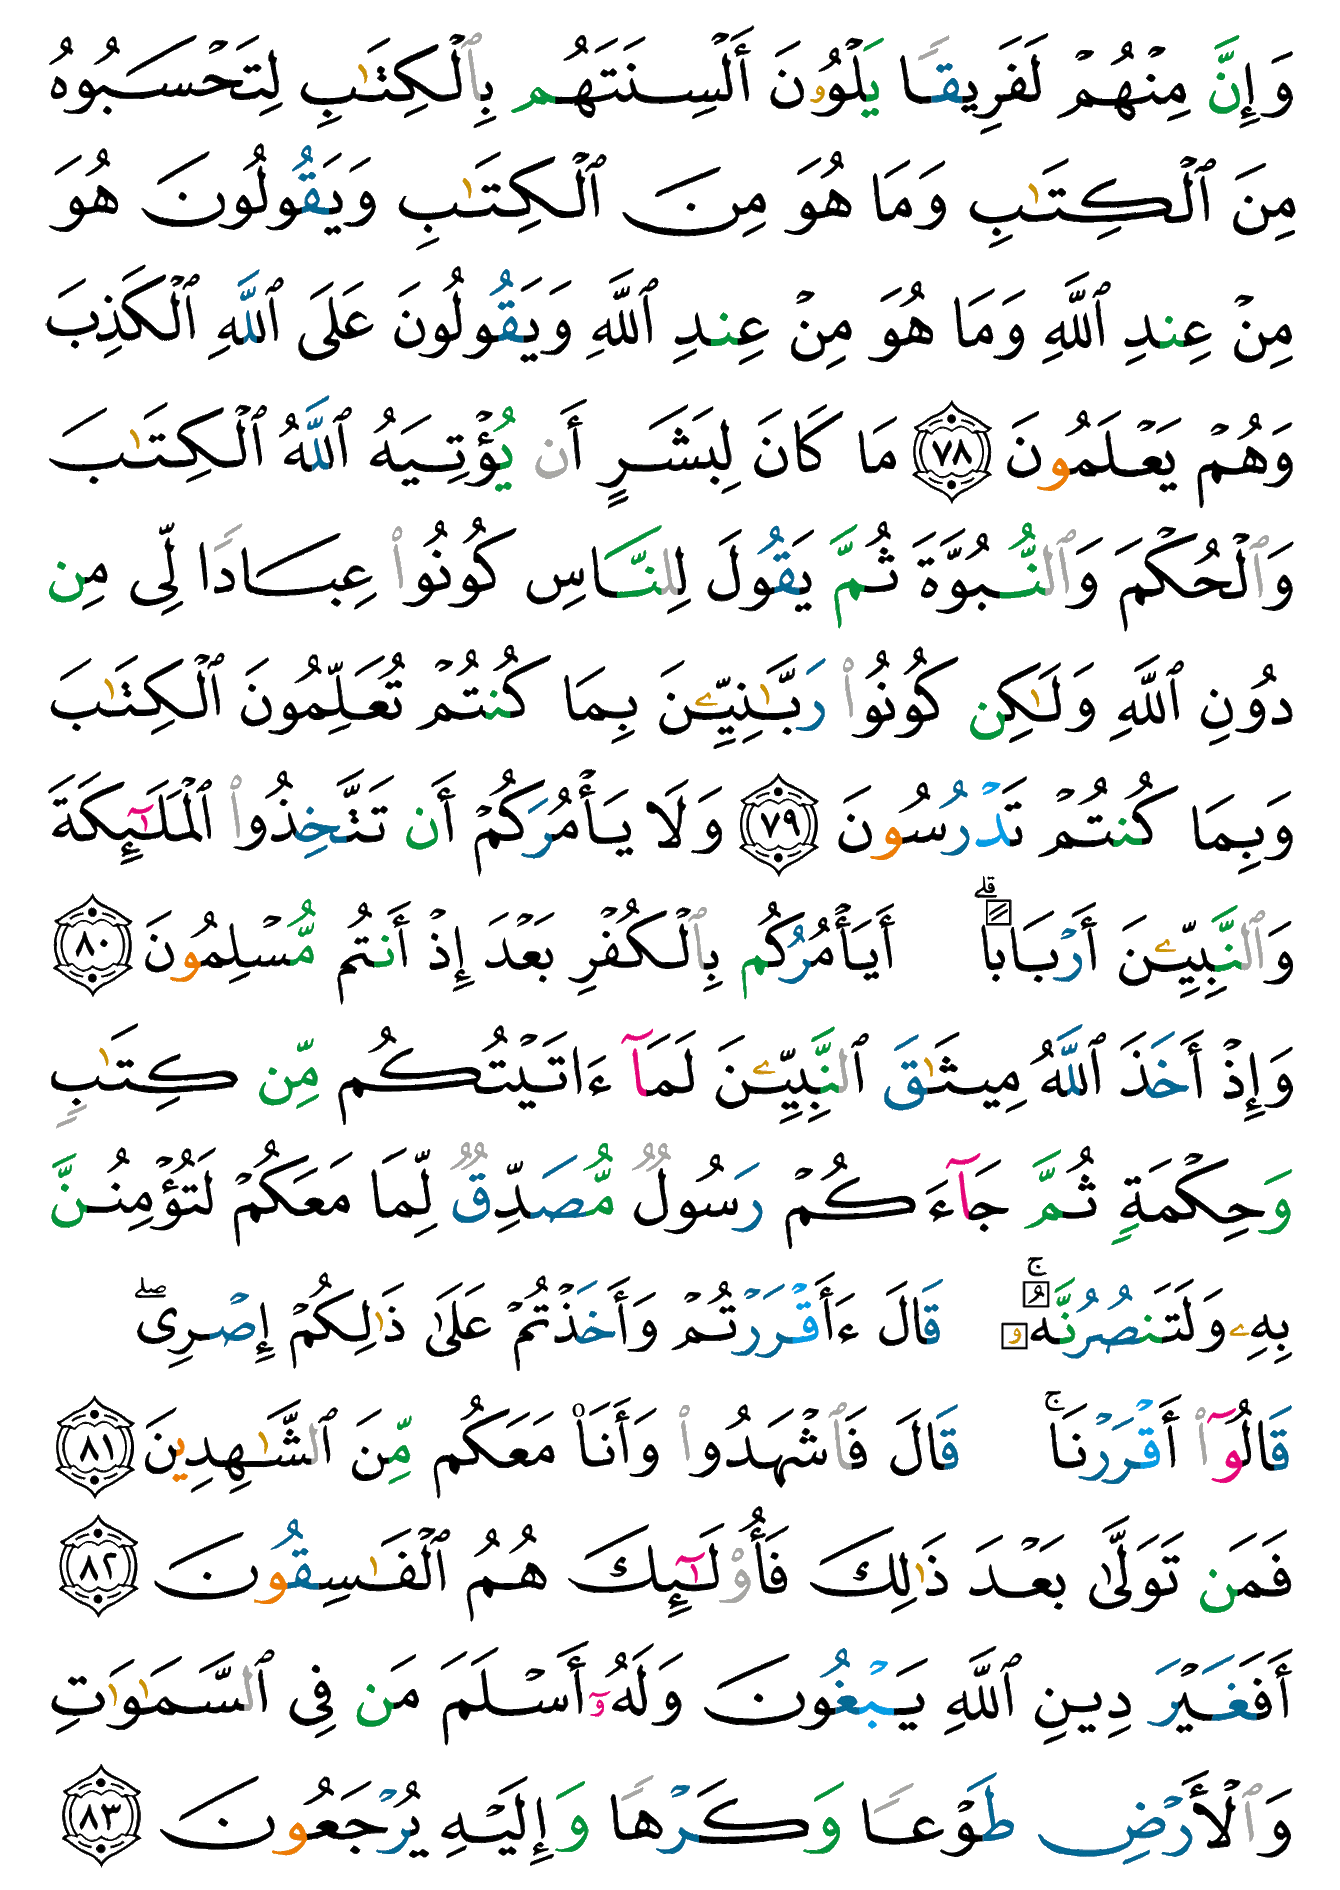 وَإِنَّ مِنْهُمْ لَفَرِيقًا يَلْوُۥنَ أَلْسِنَتَهُم بِٱلْكِتَـٰبِ لِتَحْسَبُوهُ
مِنَ ٱلْكِتَـٰبِ وَمَا هُوَ مِنَ ٱلْكِتَـٰبِ وَيَقُولُونَ هُوَ
مِنْ عِندِ ٱللَّهِ وَمَا هُوَ مِنْ عِندِ ٱللَّهِ وَيَقُولُونَ عَلَى ٱللَّهِ ٱلْكَذِبَ
وَهُمْ يَعْلَمُونَ ٧٨ مَا كَانَ لِبَشَرٍ أَن يُؤْتِيَهُ ٱللَّهُ ٱلْكِتَـٰبَ
وَٱلْحُكْمَ وَٱلنُّبُوَّةَ ثُمَّ يَقُولَ لِلنَّاسِ كُونُوا۟ عِبَادًا لِّى مِن
دُونِ ٱللَّهِ وَلَـٰكِن كُونُوا۟ رَبَّـٰنِيِّـۧنَ بِمَا كُنتُمْ تُعَلِّمُونَ ٱلْكِتَـٰبَ
وَبِمَا كُنتُمْ تَدْرُسُونَ ٧٩ وَلَا يَأْمُرَكُمْ أَن تَتَّخِذُوا۟ ٱلْمَلَـٰٓئِكَةَ
وَٱلنَّبِيِّـۧنَ أَرْبَابًا ۗ أَيَأْمُرُكُم بِٱلْكُفْرِ بَعْدَ إِذْ أَنتُم مُّسْلِمُونَ ٨٠
وَإِذْ أَخَذَ ٱللَّهُ مِيثَـٰقَ ٱلنَّبِيِّـۧنَ لَمَآ ءَاتَيْتُكُم مِّن كِتَـٰبٍ
وَحِكْمَةٍ ثُمَّ جَآءَكُمْ رَسُولٌ مُّصَدِّقٌ لِّمَا مَعَكُمْ لَتُؤْمِنُنَّ
بِهِۦ وَلَتَنصُرُنَّهُۥ ۚ قَالَ ءَأَقْرَرْتُمْ وَأَخَذْتُمْ عَلَىٰ ذَٰلِكُمْ إِصْرِى ۖ
قَالُوٓا۟ أَقْرَرْنَا ۚ قَالَ فَٱشْهَدُوا۟ وَأَنَا۠ مَعَكُم مِّنَ ٱلشَّـٰهِدِينَ ٨١
فَمَن تَوَلَّىٰ بَعْدَ ذَٰلِكَ فَأُو۟لَـٰٓئِكَ هُمُ ٱلْفَـٰسِقُونَ ٨٢
أَفَغَيْرَ دِينِ ٱللَّهِ يَبْغُونَ وَلَهُۥٓ أَسْلَمَ مَن فِى ٱلسَّمَـٰوَٰتِ
وَٱلْأَرْضِ طَوْعًا وَكَرْهًا وَإِلَيْهِ يُرْجَعُونَ ٨٣